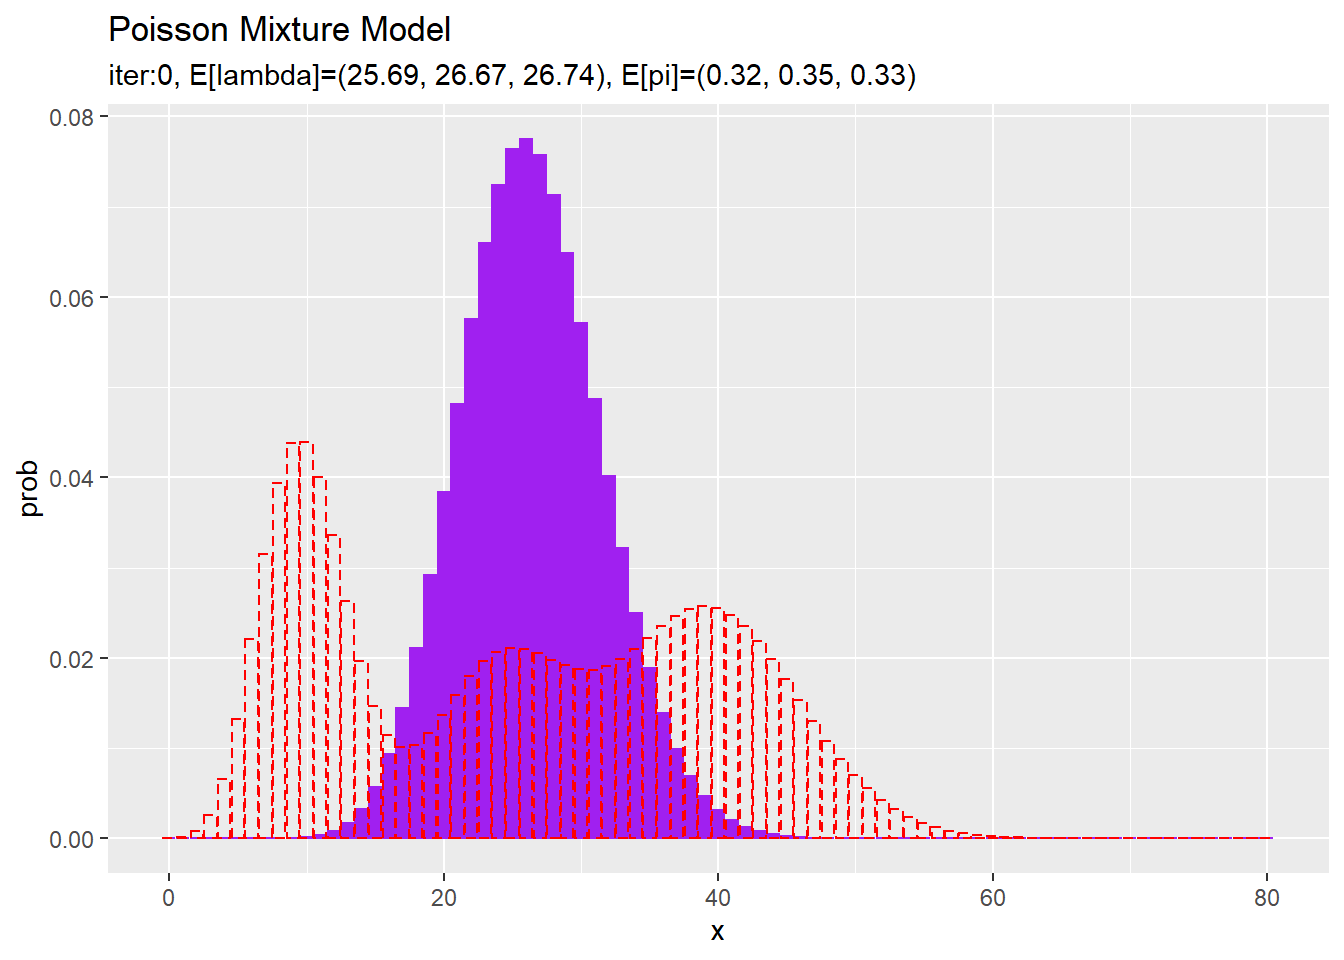 Poisson Mixture Model
iter:0, E[lambda]=(25.69, 26.67, 26.74), E[pi]=(0.32, 0.35, 0.33)
0.08
0.06
0.04
0.02
0.00
prob
0 20 40 60 80
x